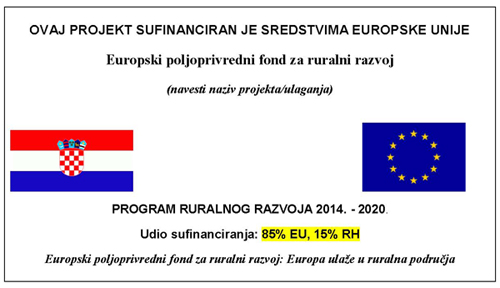 OVAJ PROJEKT SUFINANCIRAN JE SREDSTVIMA EUROPSKE UNIJE
Europski poljoprivredni fond za ruralni razvoj
(navesti naziv projekta/ulaganja)
PROGRAM RURALNOG RAZVOJA 2014. - 2020.
Udio sufinanciranja: 85% EU, 15% RH
Europski poljoprivredni fond za ruralni razvoj: Europa ulaže u ruralna područja